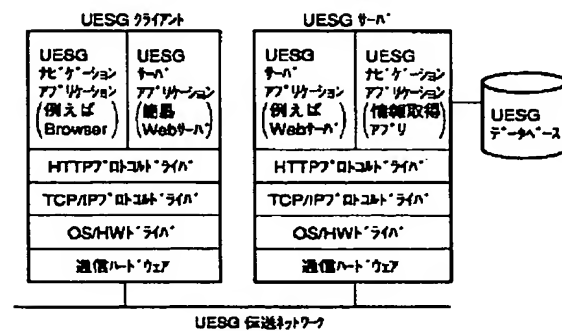 UESG クライアント
UESG
ナビゲーション
アプリケーション
(例えば
Browser)
UESG
サーバ
アプリケーション
(簡易
Webサーバ)
HTTPプロトコルドライバ
TCP/IPプロトコルドライバ
OS/HWドライバ
通信ハードウェア
UESG サーバ
UESG
サーバ
アプリケーション
(例えば
Webサーバ)
UESG
ナビゲーション
アプリケーション
(情報取得
アプリ)
HTTPプロトコルドライバ
TCP/IPプロトコルドライバ
OS/HWドライバ
通信ハードウェア
UESG
データベース
UESG 伝送ネットワーク